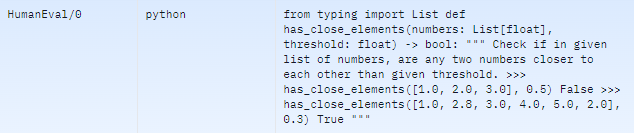 HumanEval/0 python from typing import List def
has_close_elements(numbers: List[float],
threshold: float) -> bool: """ Check if in given
list of numbers, are any two numbers closer to
each other than given threshold. >>>
has_close_elements([1.0, 2.0, 3.0], 0.5) False >>>
has_close_elements([1.0, 2.8, 3.0, 4.0, 5.0, 2.0],
0.3) True """